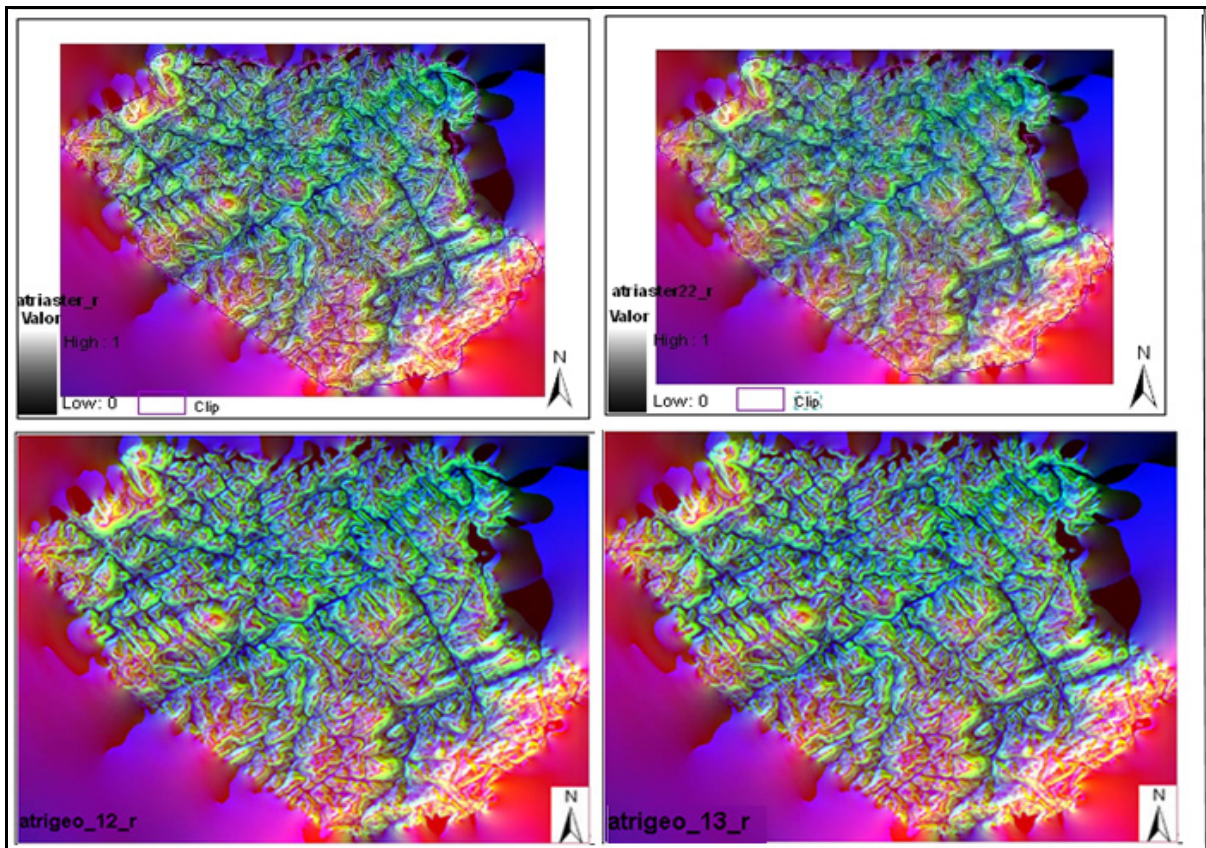 atriaster_r
Valor
High : 1
Low: 0
Clip
N
atriaster22_r
Valor
High : 1
Low: 0
Clip
N
atrigeo_12_r
N
atrigeo_13_r
N